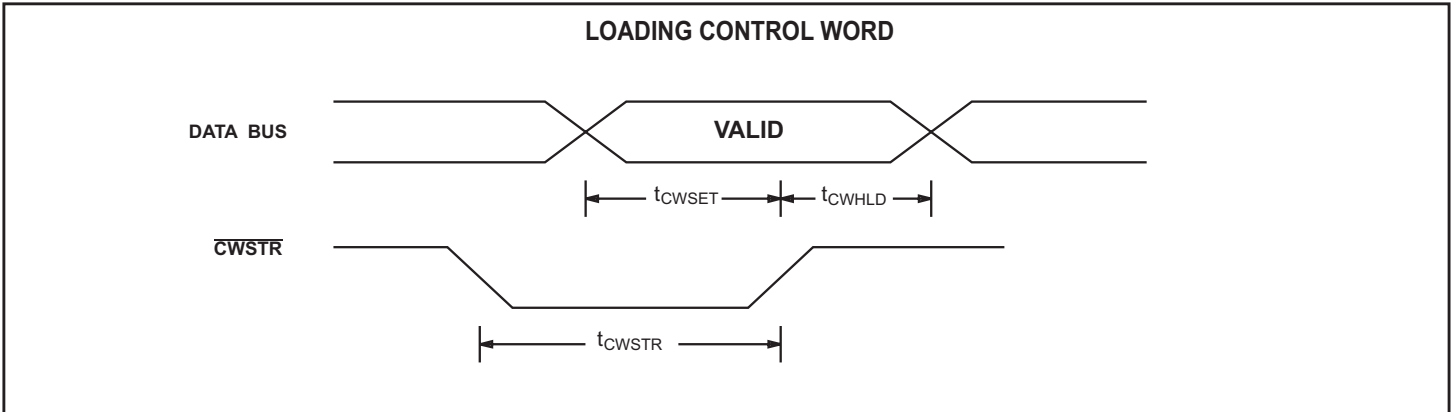 LOADING CONTROL WORD
DATA BUS
VALID
tCWSET
tCWHLD
CWSTR
tCWSTR